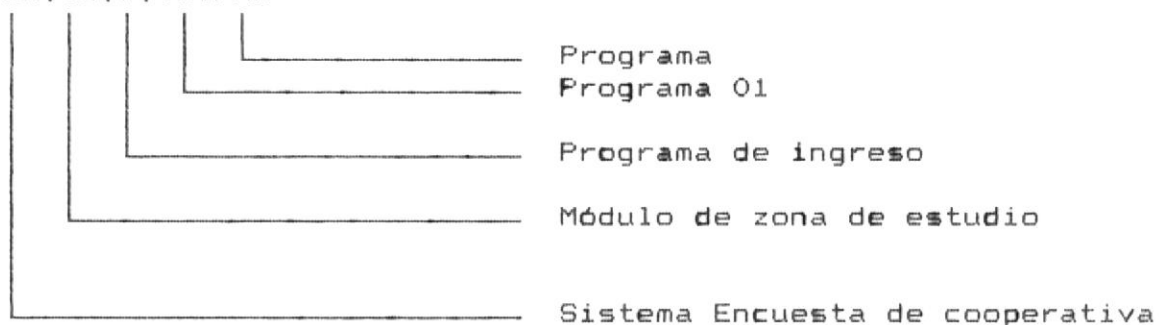 Programa
Programa 01
Programa de ingreso
Módulo de zona de estudio
Sistema Encuesta de cooperativa